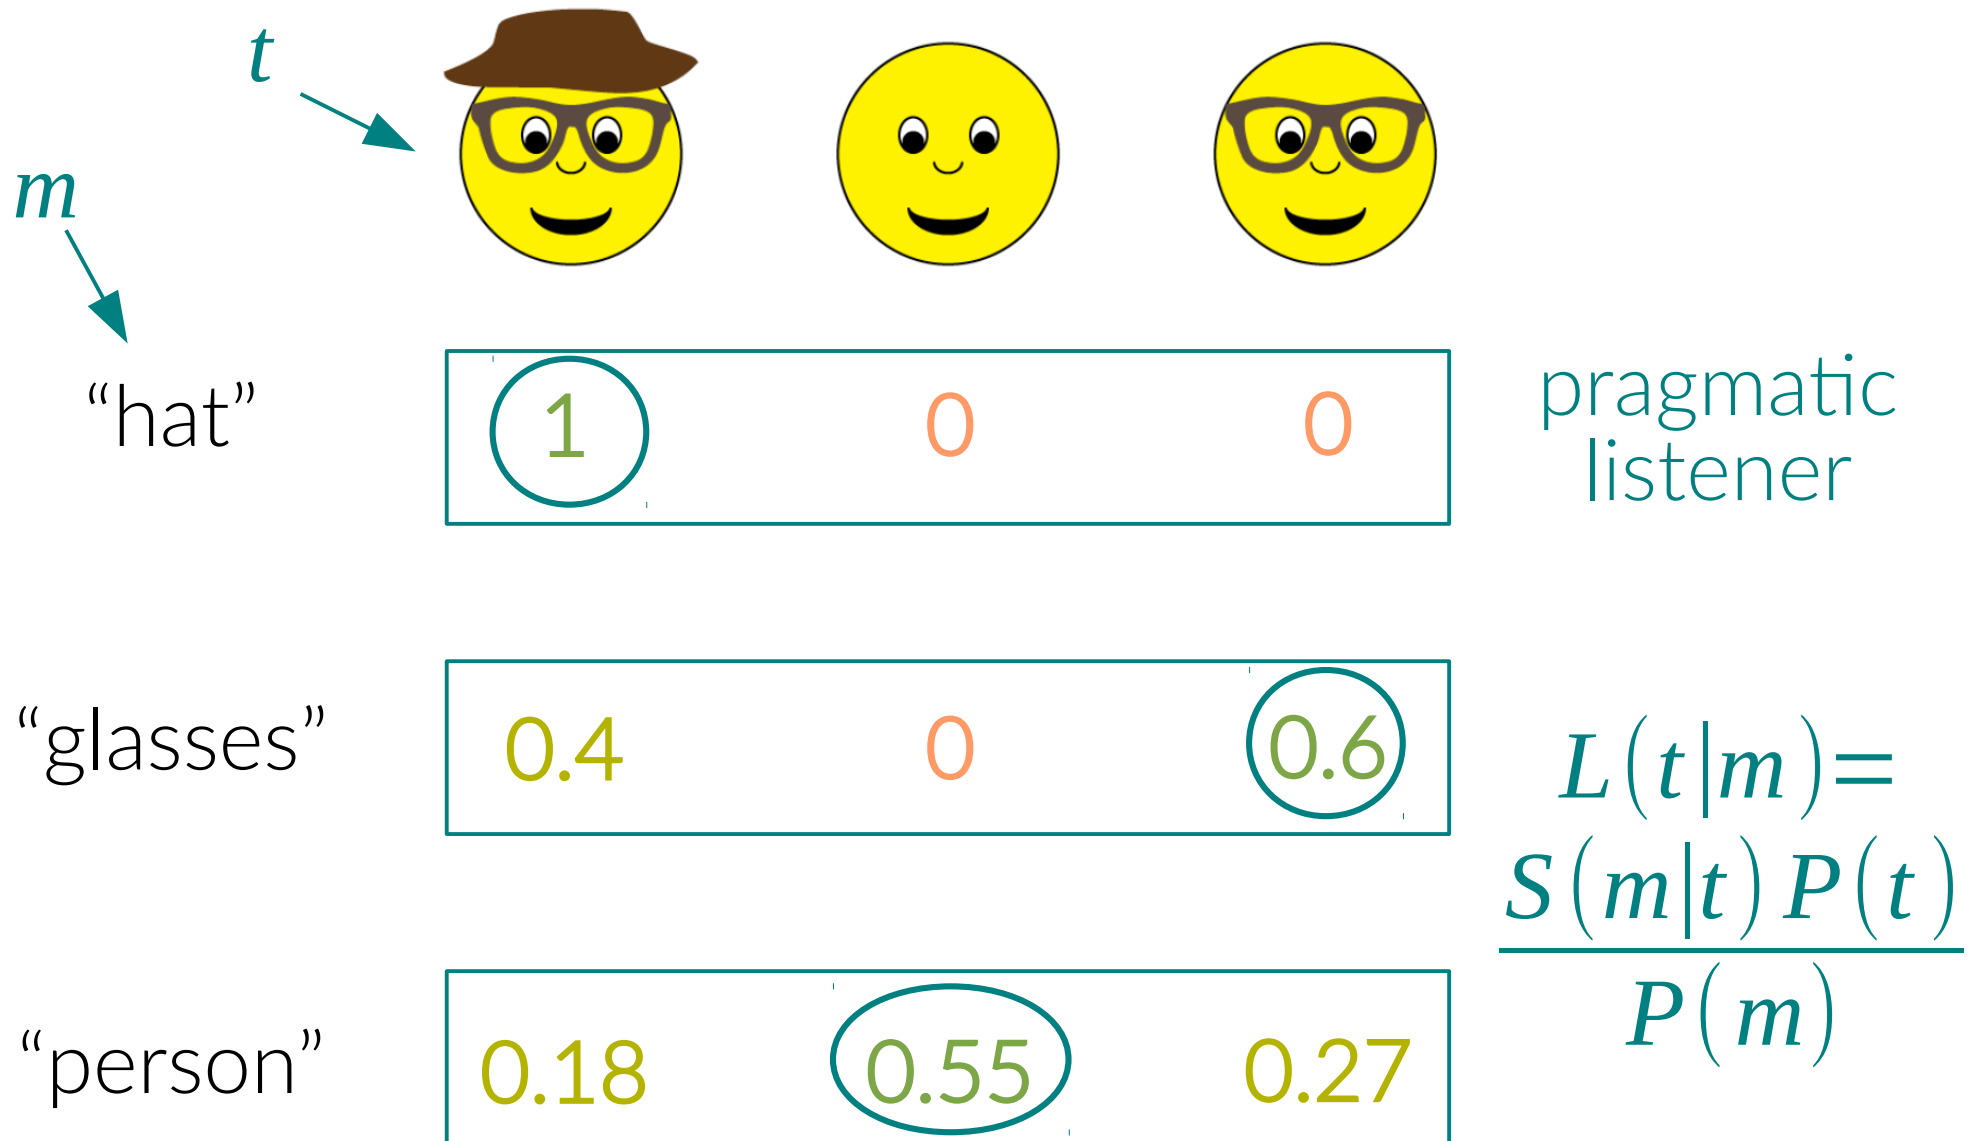 t
m
“hat” 1 0 0 pragmatic
listener
“glasses” 0.4 0 0.6
L(t|m)=
S(m|t)P(t)
P(m)
“person” 0.18 0.55 0.27